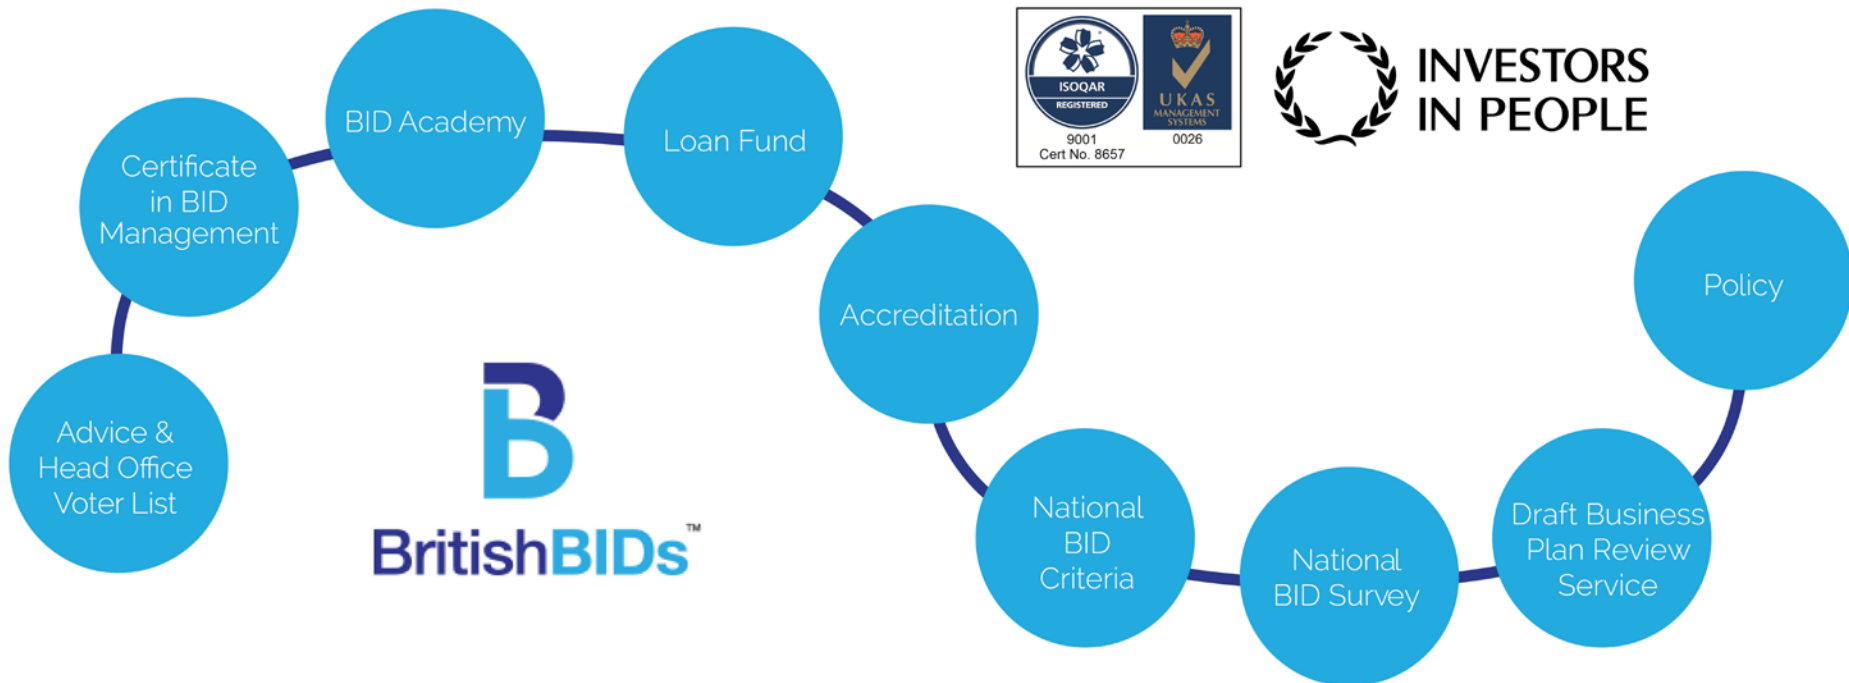 Advice &
Head Office
Voter List
Certificate
in BID
Management
BID Academy
Loan Fund
Accreditation
National
BID
Criteria
National
BID Survey
Draft Business
Plan Review
Service
Policy
BritishBIDs™
ISOQAR
REGISTERED
9001
Cert No. 8657
UKAS
MANAGEMENT
SYSTEMS
0026
INVESTORS
IN PEOPLE